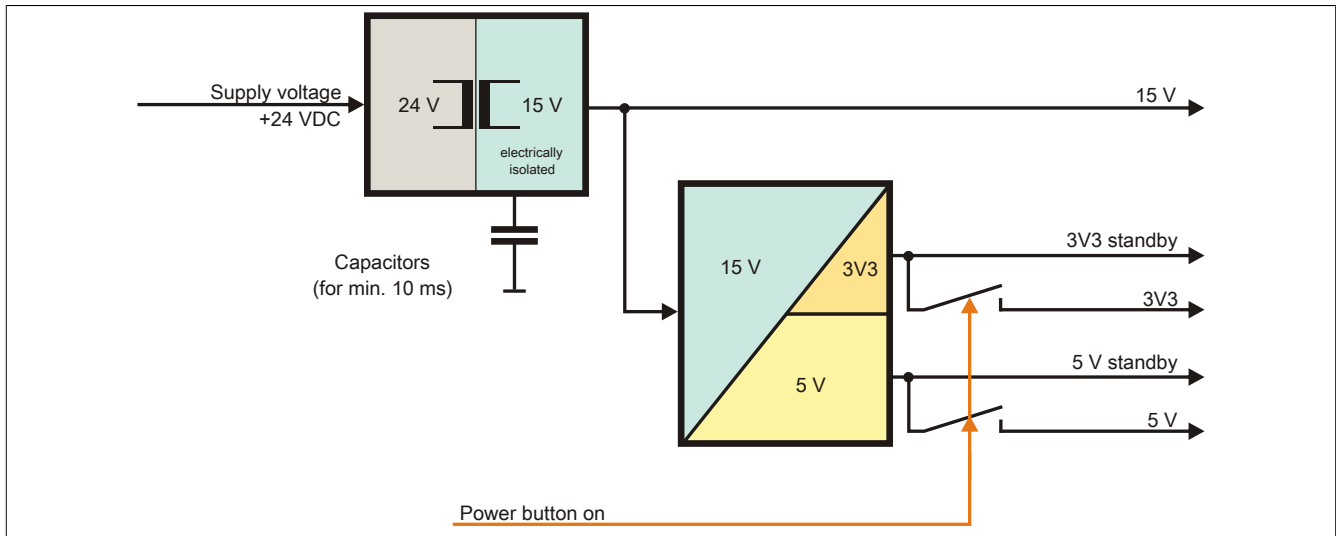 Supply voltage
+24 VDC
24 V
15 V
electrically
isolated
15 V
Capacitors
(for min. 10 ms)
15 V
3V3
5 V
3V3 standby
3V3
5 V standby
5 V
Power button on